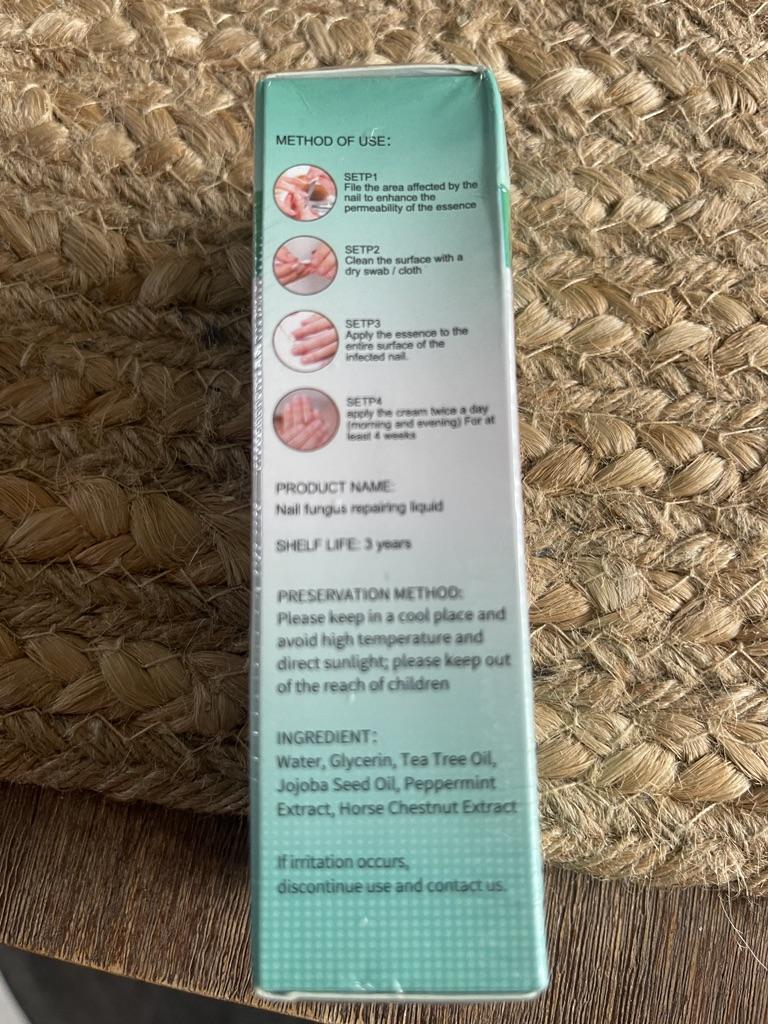 METHOD OF USE:
SETP1
File the area affected by the
nail to enhance the
permeability of the essence
SETP2
Clean the surface with a
dry swab / cloth
SETP3
Apply the essence to the
entire surface of the
infected nail.
SETP4
apply the cream twice a day
(morning and evening) For at
least 4 weeks
PRODUCT NAME:
Nail fungus repairing liquid
SHELF LIFE: 3 years
PRESERVATION METHOD:
Please keep in a cool place and
avoid high temperature and
direct sunlight; please keep out
of the reach of children
INGREDIENT:
Water, Glycerin, Tea Tree Oil,
Jojoba Seed Oil, Peppermint
Extract, Horse Chestnut Extract
If irritation occurs,
discontinue use and contact us.